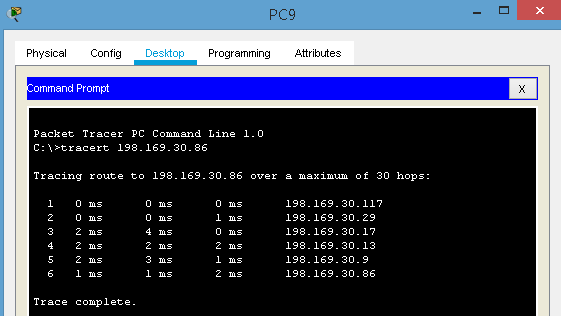 PC9
Physical Config Desktop Programming Attributes
Command Prompt X
Packet Tracer PC Command Line 1.0
C:\>tracert 198.169.30.86
Tracing route to 198.169.30.86 over a maximum of 30 hops:
1 0 ms 0 ms 0 ms 198.169.30.117
2 0 ms 0 ms 1 ms 198.169.30.29
3 2 ms 4 ms 0 ms 198.169.30.17
4 2 ms 2 ms 2 ms 198.169.30.13
5 2 ms 3 ms 1 ms 198.169.30.9
6 1 ms 1 ms 2 ms 198.169.30.86
Trace complete.